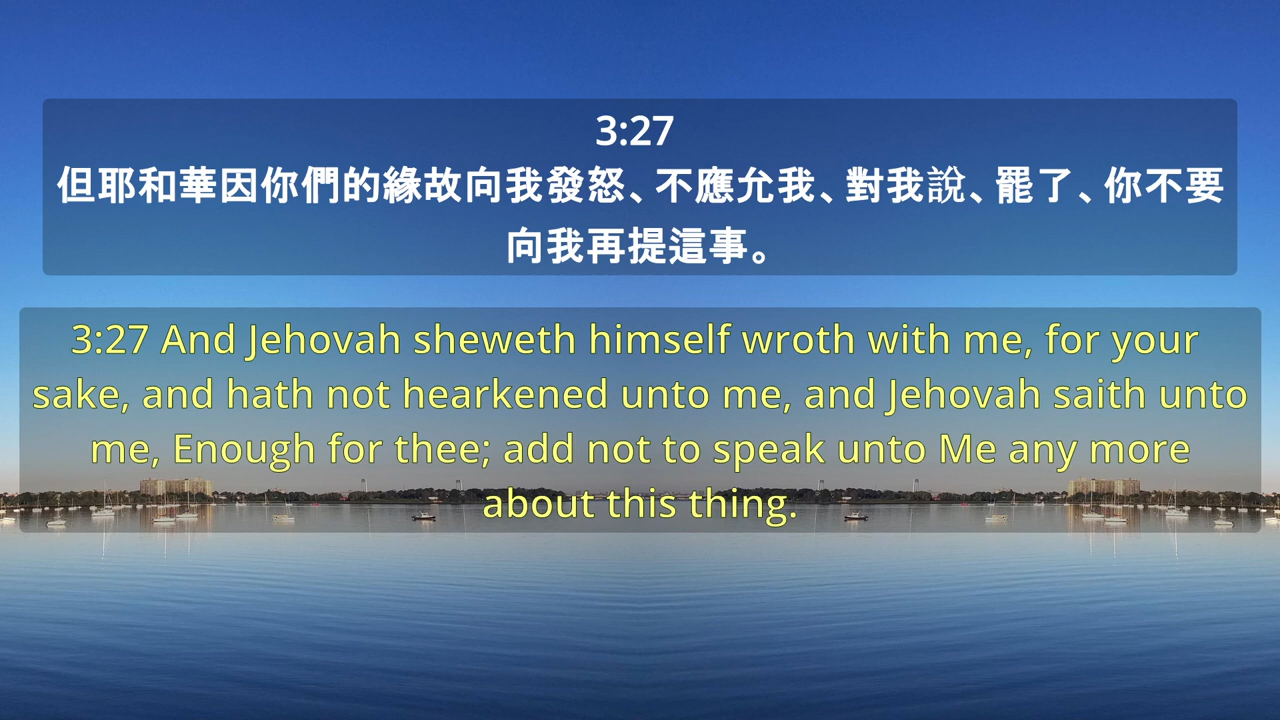 3:27
但耶和華因你們的緣故向我發怒、不應允我、對我說、罷了、你不要
向我再提這事。
3:27 And Jehovah sheweth himself wroth with me, for your
sake, and hath not hearkened unto me, and Jehovah saith unto
me, Enough for thee; add not to speak unto Me any more
about this thing.